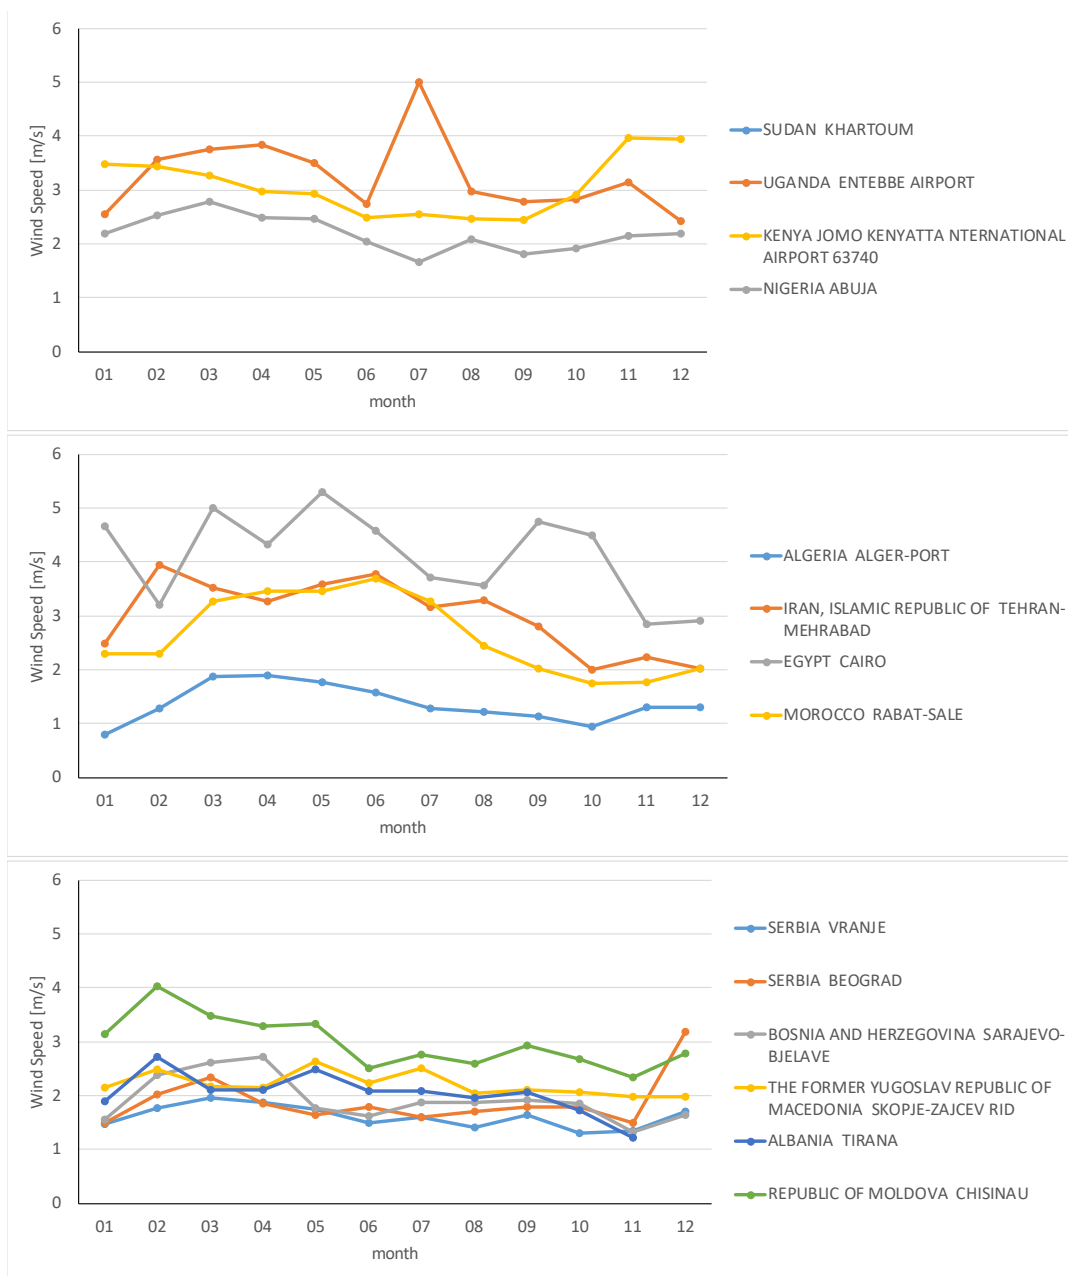 6
5
4
3
2
1
0
Wind Speed [m/s]
01 02 03 04 05 06 07 08 09 10 11 12
month
SUDAN KHARTOUM
UGANDA ENTEBBE AIRPORT
KENYA JOMO KENYATTA NTERNATIONAL
AIRPORT 63740
NIGERIA ABUJA
6
5
4
3
2
1
0
Wind Speed [m/s]
01 02 03 04 05 06 07 08 09 10 11 12
month
ALGERIA ALGER-PORT
IRAN, ISLAMIC REPUBLIC OF TEHRAN-
MEHRABAD
EGYPT CAIRO
MOROCCO RABAT-SALE
6
5
4
3
2
1
0
Wind Speed [m/s]
01 02 03 04 05 06 07 08 09 10 11 12
month
SERBIA VRANJE
SERBIA BEOGRAD
BOSNIA AND HERZEGOVINA SARAJEVO-
BJELAVE
THE FORMER YUGOSLAV REPUBLIC OF
MACEDONIA SKOPJE-ZAJCEV RID
ALBANIA TIRANA
REPUBLIC OF MOLDOVA CHISINAU